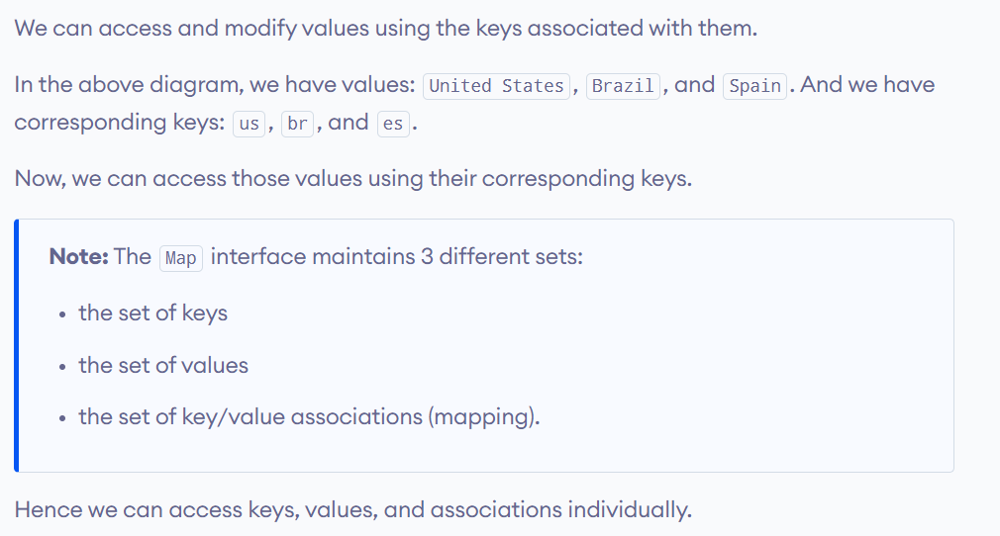 We can access and modify values using the keys associated with them.
In the above diagram, we have values: United States, Brazil, and Spain. And we have
corresponding keys: us, br, and es.
Now, we can access those values using their corresponding keys.
Note: The Map interface maintains 3 different sets:
• the set of keys
• the set of values
• the set of key/value associations (mapping).
Hence we can access keys, values, and associations individually.